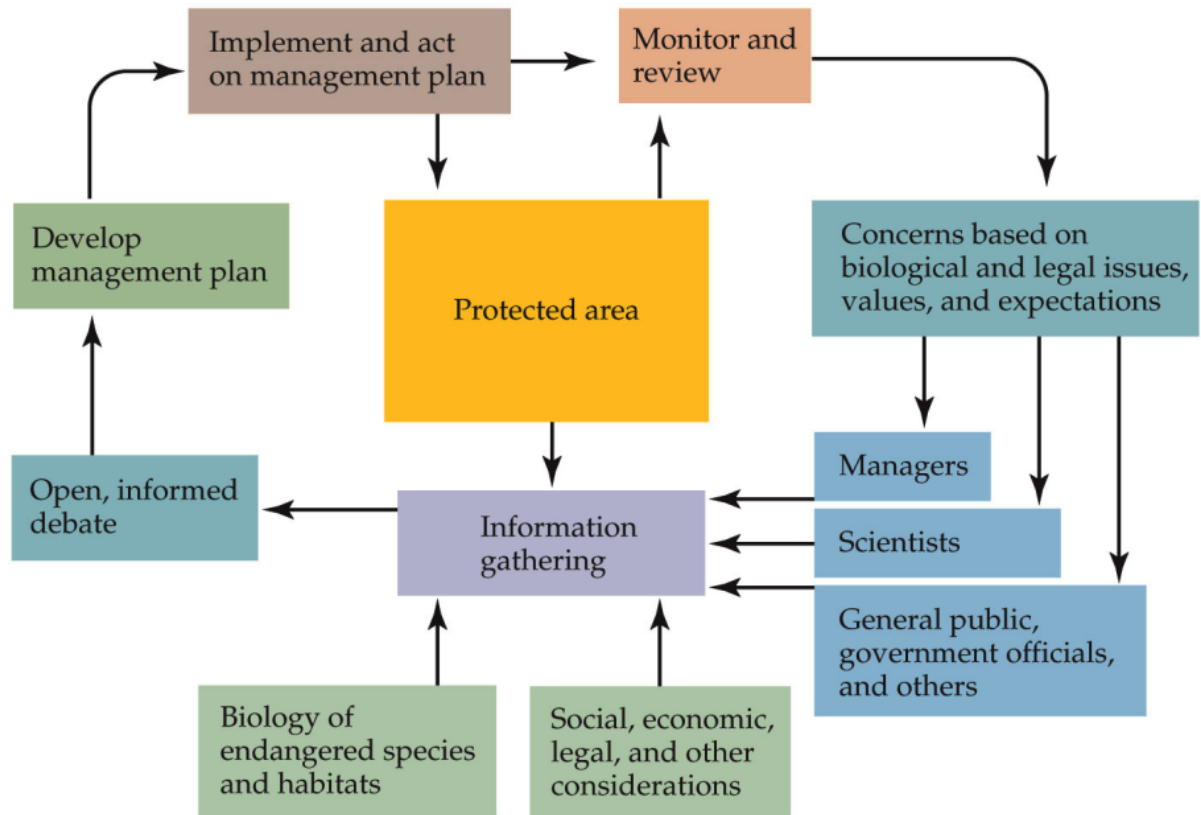 Implement and act
on management plan
Monitor and
review
Develop
management plan
Protected area
Concerns based on
biological and legal issues,
values, and expectations
Open, informed
debate
Information
gathering
Managers
Scientists
General public,
government officials,
and others
Biology of
endangered species
and habitats
Social, economic,
legal, and other
considerations